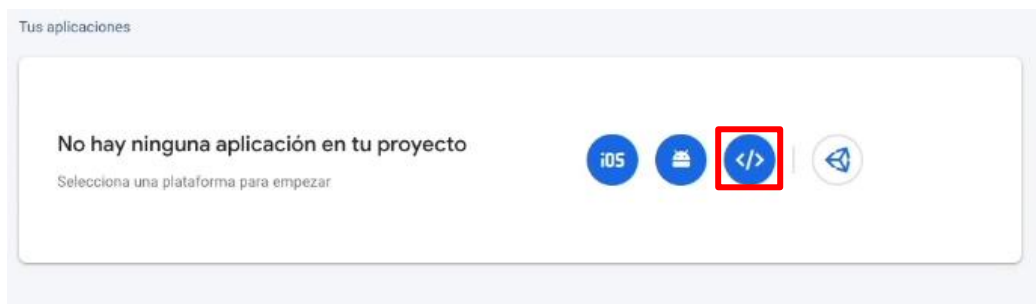 Tus aplicaciones
No hay ninguna aplicación en tu proyecto
Selecciona una plataforma para empezar
iOS
</>